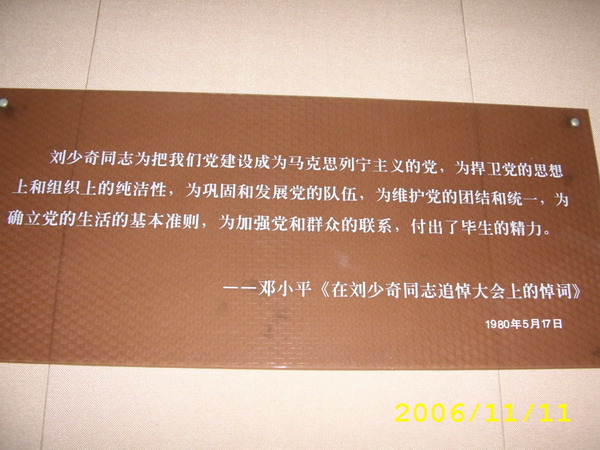 刘少奇同志为把我们党建设成为马克思列宁主义的党，为捍卫党的思想
上和组织上的纯洁性，为巩固和发展党的队伍，为维护党的团结和统一，为
确立党的生活的基本准则，为加强党和群众的联系，付出了毕生的精力。
——邓小平《在刘少奇同志追悼大会上的悼词》
1980年5月17日
2006/11/11